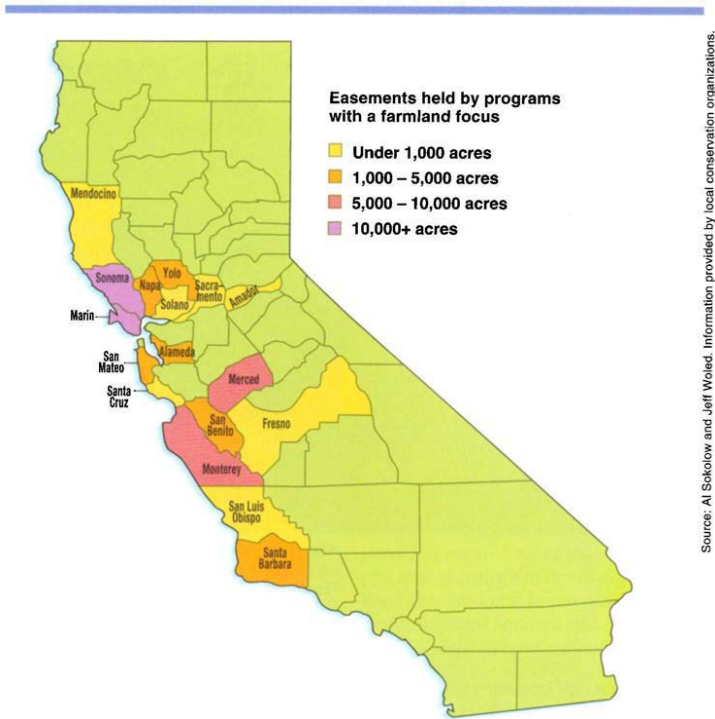 Easements held by programs
with a farmland focus
Under 1,000 acres
1,000 – 5,000 acres
5,000 – 10,000 acres
10,000+ acres
Mendocino
Sonoma
Napa
Yolo
Solano
Sacra-
mento
Amador
Marin
San
Mateo
Alameda
Santa
Cruz
Merced
San
Benito
Fresno
Monterey
San Luis
Obispo
Santa
Barbara
Source: Al Sokolow and Jeff Woled. Information provided by local conservation organizations.